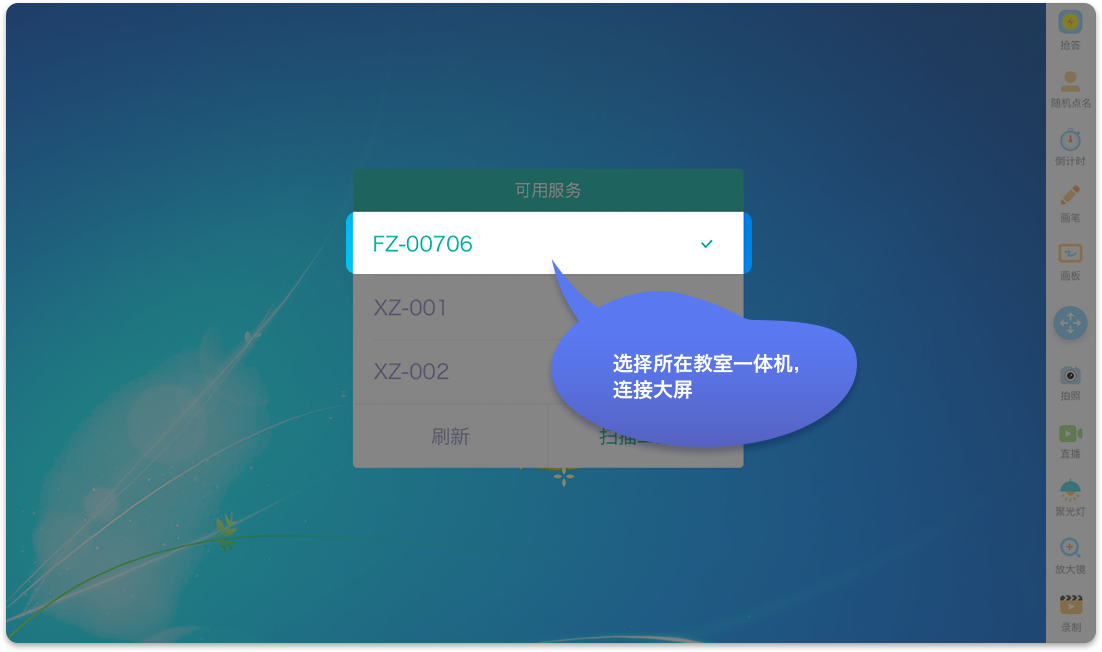 可用服务
FZ-00706
XZ-001
XZ-002
选择所在教室一体机,
连接大屏
刷新
扫描
抢答
随机点名
倒计时
画笔
画板
拍照
直播
聚光灯
放大镜
录制